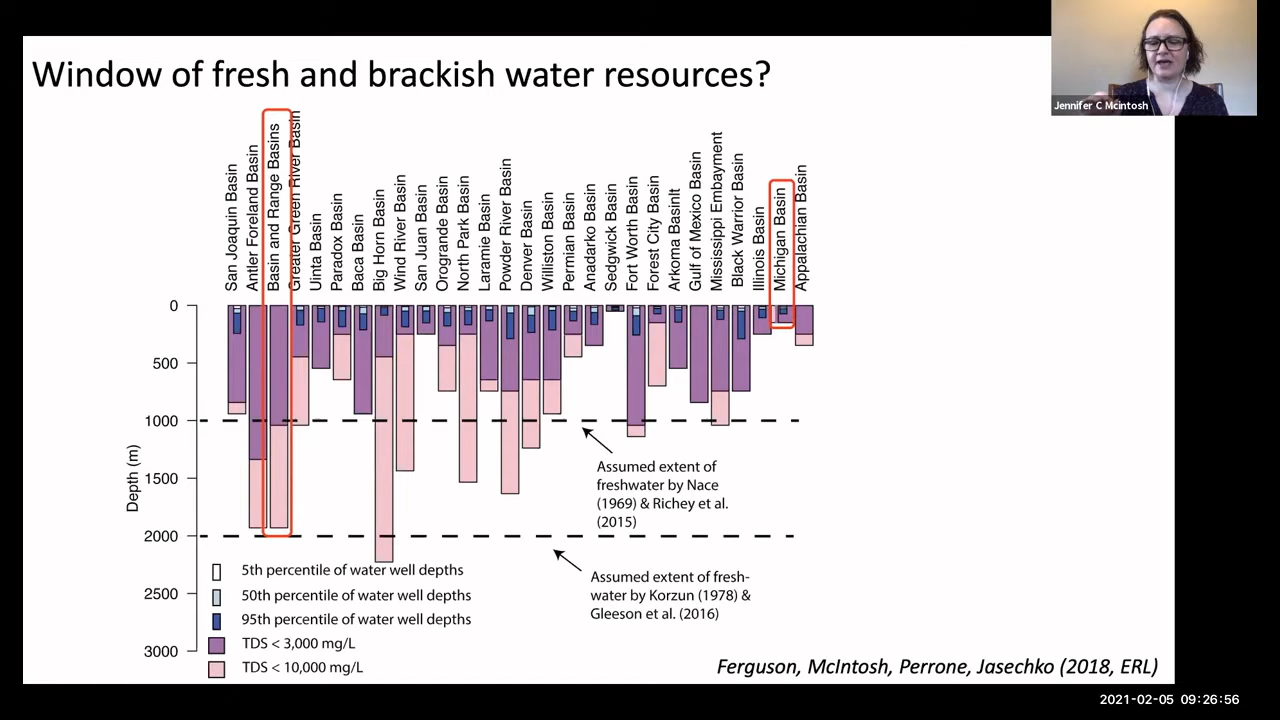 Window of fresh and brackish water resources?
Jennifer C Mcintosh
San Joaquin Basin
Antler Foreland Basin
Basin and Range Basins
Greater Green River Basin
Uinta Basin
Paradox Basin
Baca Basin
Big Horn Basin
Wind River Basin
San Juan Basin
Orogrande Basin
North Park Basin
Laramie Basin
Powder River Basin
Denver Basin
Williston Basin
Permian Basin
Anadarko Basin
Sedgwick Basin
Fort Worth Basin
Forest City Basin
Arkoma BasinIt
Gulf of Mexico Basin
Mississippi Embayment
Black Warrior Basin
Illinois Basin
Michigan Basin
Appalachian Basin
0
500
1000
1500
2000
2500
3000
Depth (m)
Assumed extent of
freshwater by Nace
(1969) & Richey et al.
(2015)
Assumed extent of fresh-
water by Korzun (1978) &
Gleeson et al. (2016)
5th percentile of water well depths
50th percentile of water well depths
95th percentile of water well depths
TDS < 3,000 mg/L
TDS < 10,000 mg/L
Ferguson, McIntosh, Perrone, Jasechko (2018, ERL)
2021-02-05 09:26:56